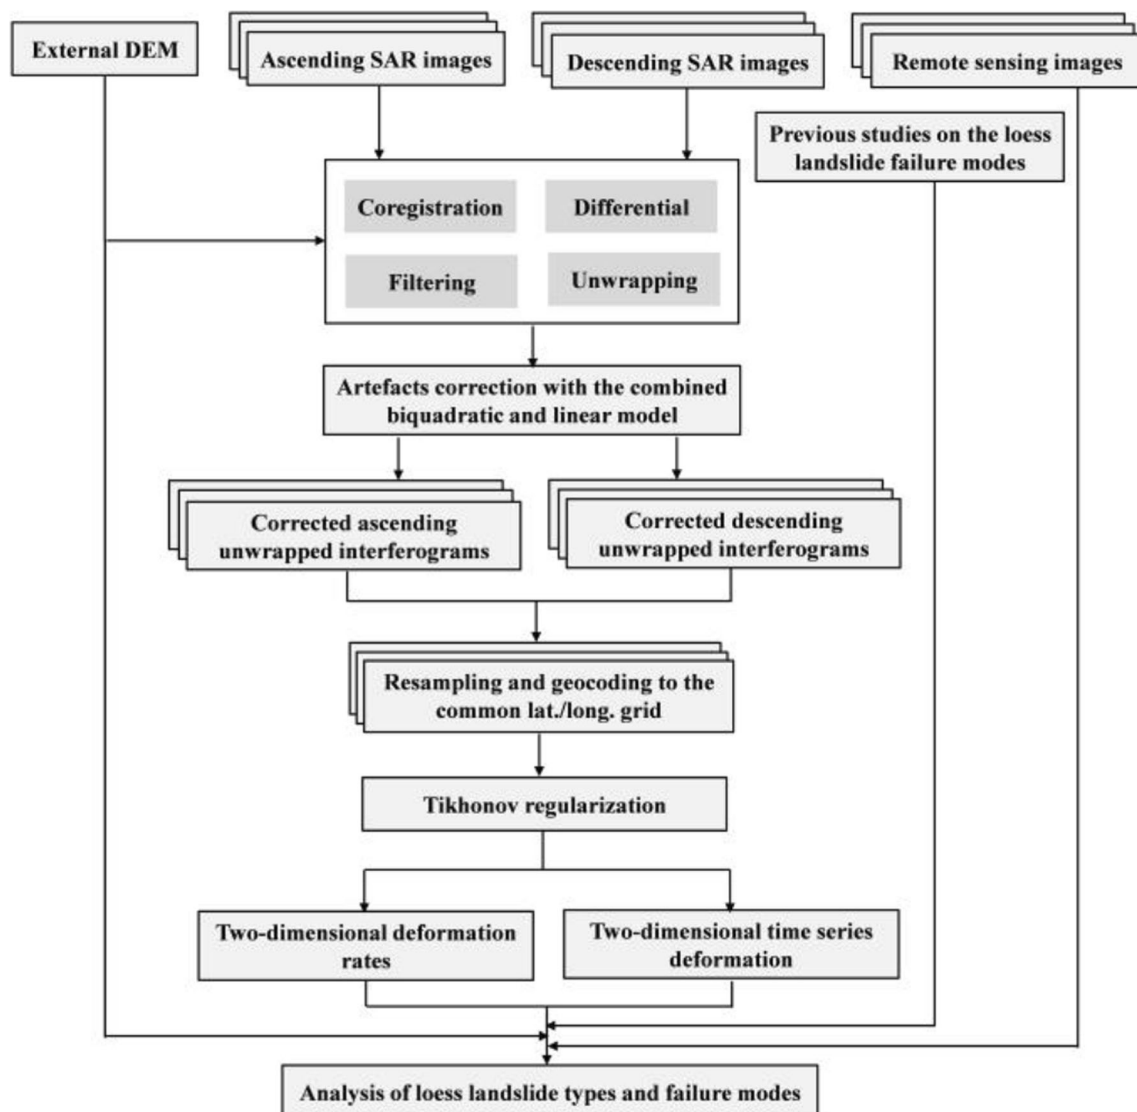 External DEM
Ascending SAR images
Descending SAR images
Remote sensing images
Previous studies on the loess
landslide failure modes
Coregistration
Differential
Filtering
Unwrapping
Artefacts correction with the combined
biquadratic and linear model
Corrected ascending
unwrapped interferograms
Corrected descending
unwrapped interferograms
Resampling and geocoding to the
common lat./long. grid
Tikhonov regularization
Two-dimensional deformation
rates
Two-dimensional time series
deformation
Analysis of loess landslide types and failure modes